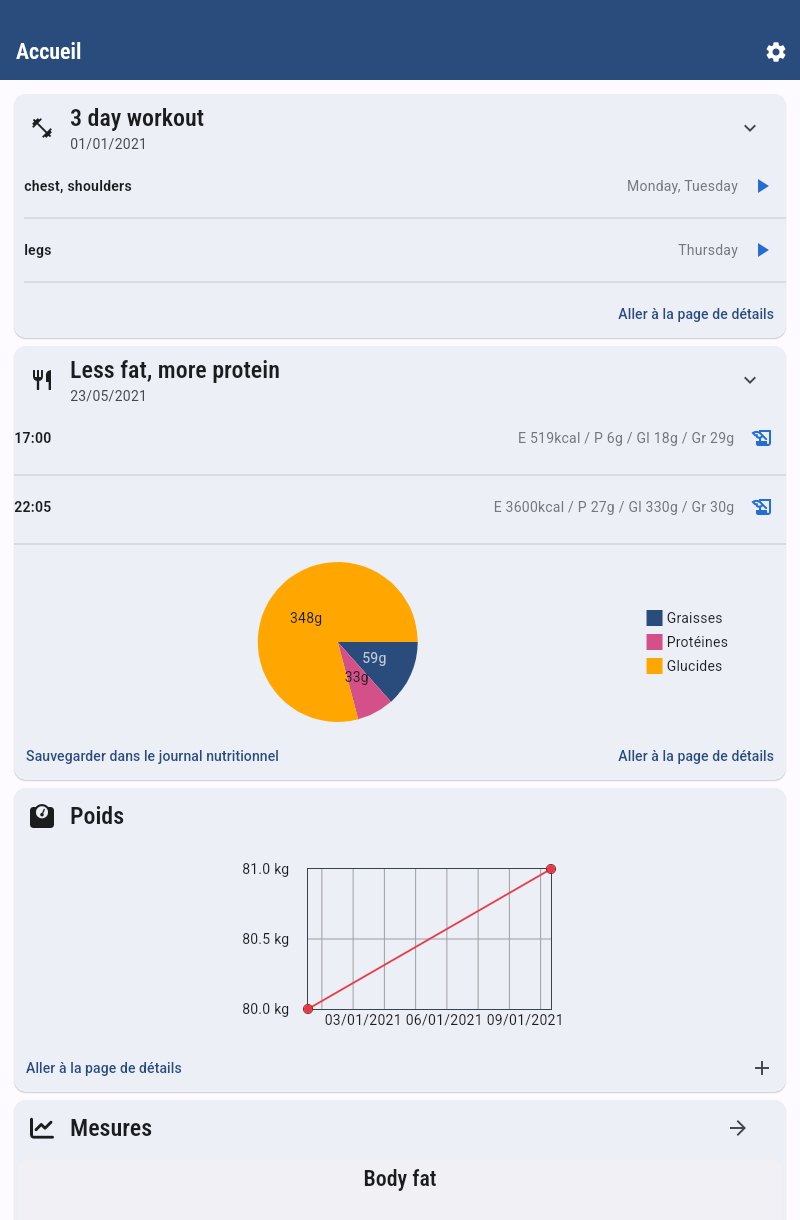 Accueil
3 day workout
01/01/2021
chest, shoulders Monday, Tuesday
legs Thursday
Aller à la page de détails
Less fat, more protein
23/05/2021
17:00 E 519kcal / P 6g / Gl 18g / Gr 29g
22:05 E 3600kcal / P 27g / Gl 330g / Gr 30g
348g
59g
33g
Graisses
Protéines
Glucides
Sauvegarder dans le journal nutritionnel Aller à la page de détails
Poids
81.0 kg
80.5 kg
80.0 kg
03/01/2021 06/01/2021 09/01/2021
Aller à la page de détails
Mesures
Body fat